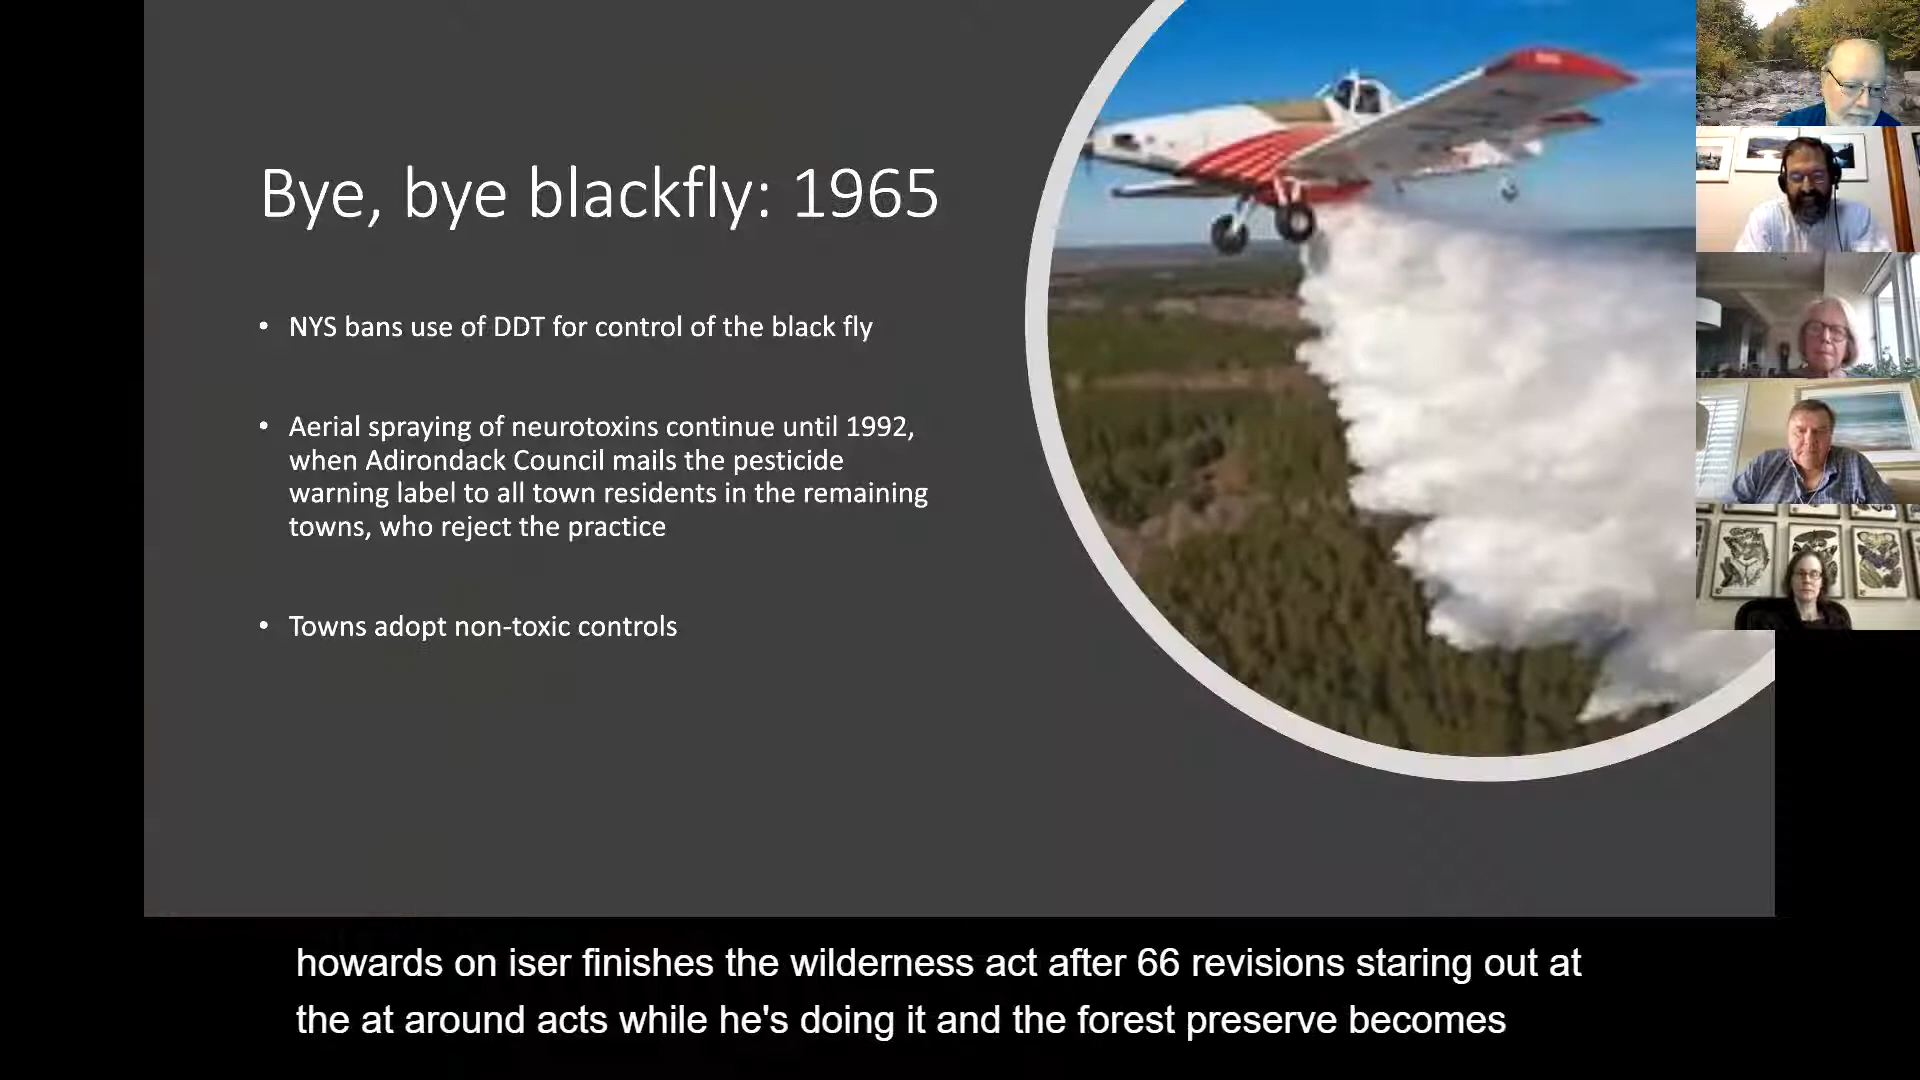 Bye, bye blackfly: 1965
• NYS bans use of DDT for control of the black fly
• Aerial spraying of neurotoxins continue until 1992,
when Adirondack Council mails the pesticide
warning label to all town residents in the remaining
towns, who reject the practice
• Towns adopt non-toxic controls
howards on iser finishes the wilderness act after 66 revisions staring out at
the at around acts while he's doing it and the forest preserve becomes